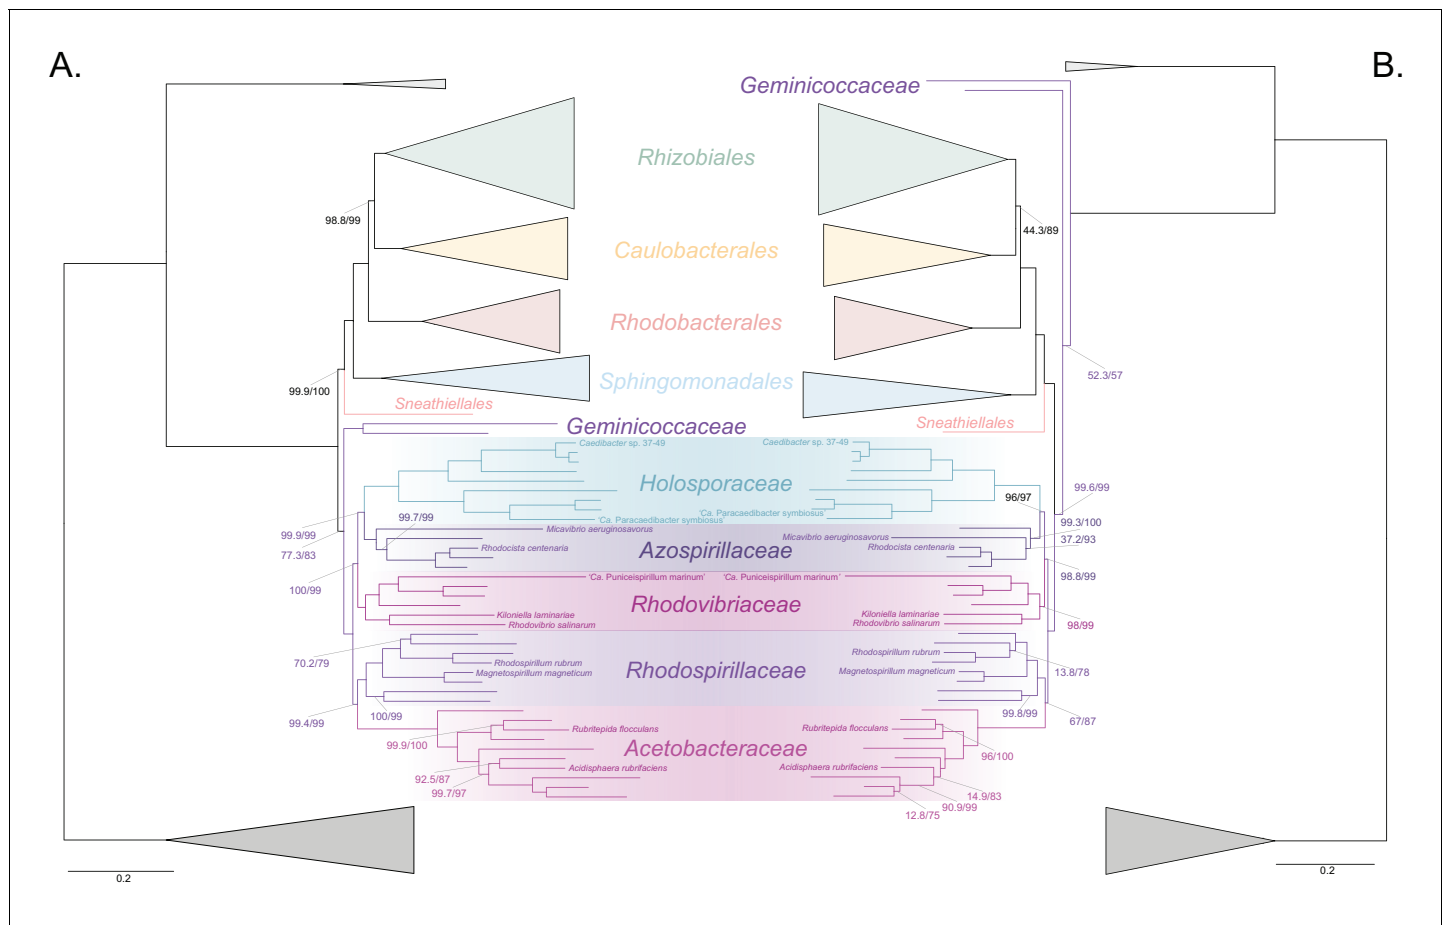 A.
B.
Geminicoccaceae
Rhizobiales
98.8/99
44.3/89
Caulobacterales
Rhodobacterales
52.3/57
Sphingomonadales
99.9/100
Sneathiellales
Sneathiellales
Geminicoccaceae
Caedibacter sp. 37-49
Caedibacter sp. 37-49
Holosporaceae
99.6/99
96/97
'Ca. Paracaedibacter symbiosus'
'Ca. Paracaedibacter symbiosus'
99.7/99
99.3/100
Micavibrio aeruginosavorus
99.9/99
Micavibrio aeruginosavorus
37.2/93
Rhodocista centenaria
Azospirillaceae
Rhodocista centenaria
77.3/83
98.8/99
'Ca. Puniceispirillum marinum'
'Ca. Puniceispirillum marinum'
100/99
Rhodovibriaceae
Kiloniella laminariae
Kiloniella laminariae
Rhodovibrio salinarum
Rhodovibrio salinarum
98/99
70.2/79
Rhodospirillum rubrum
Rhodospirillaceae
Rhodospirillum rubrum
Magnetospirillum magneticum
Magnetospirillum magneticum
13.8/78
100/99
99.8/99
99.4/99
67/87
Rubritepida flocculans
Rubritepida flocculans
99.9/100
Acetobacteraceae
96/100
Acidisphaera rubrifaciens
Acidisphaera rubrifaciens
92.5/87
99.7/97
14.9/83
90.9/99
12.8/75
0.2
0.2